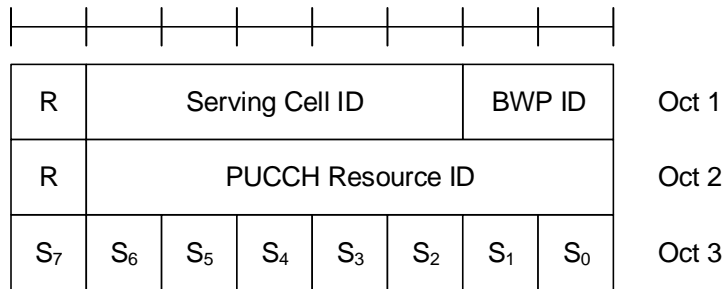 R Serving Cell ID BWP ID Oct 1
R PUCCH Resource ID Oct 2
S₇ S₆ S₅ S₄ S₃ S₂ S₁ S₀ Oct 3